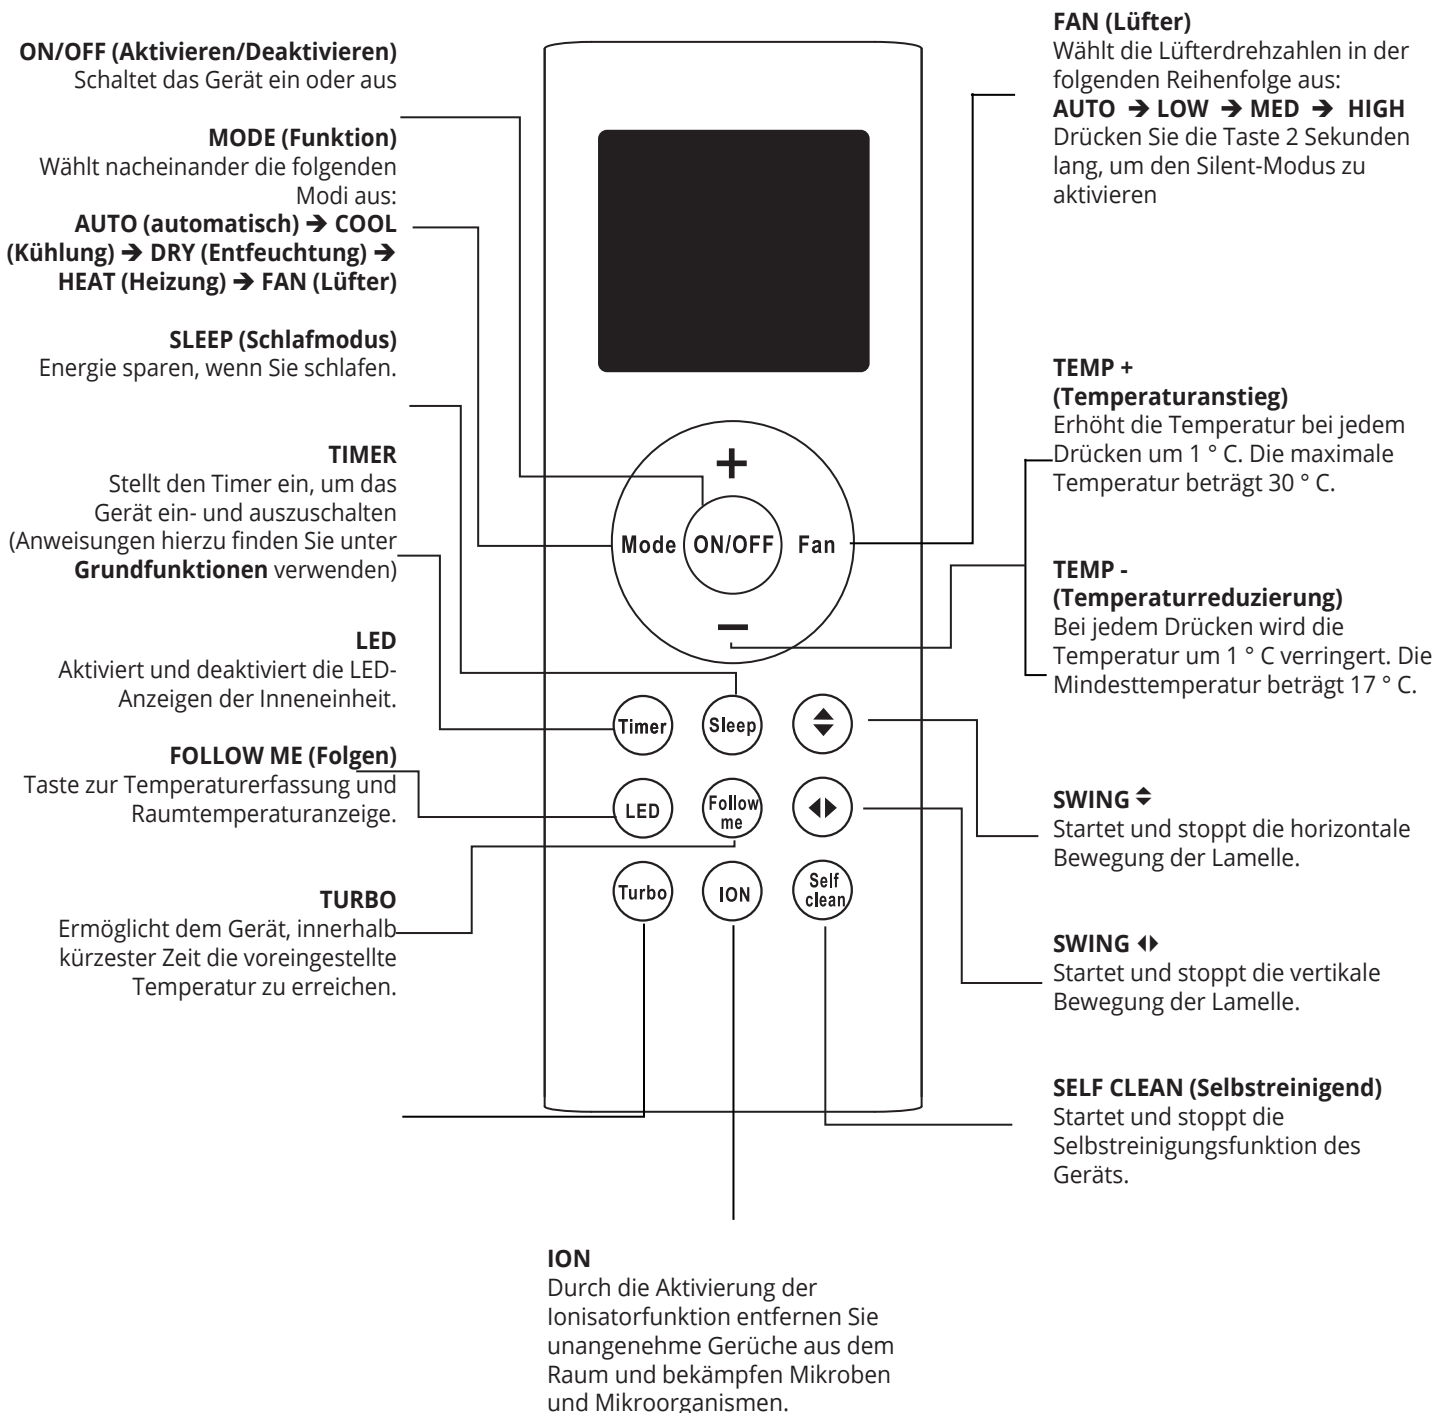 ON/OFF (Aktivieren/Deaktivieren)
Schaltet das Gerät ein oder aus
MODE (Funktion)
Wählt nacheinander die folgenden
Modi aus:
AUTO (automatisch) ➔ COOL
(Kühlung) ➔ DRY (Entfeuchtung) ➔
HEAT (Heizung) ➔ FAN (Lüfter)
SLEEP (Schlafmodus)
Energie sparen, wenn Sie schlafen.
TIMER
Stellt den Timer ein, um das
Gerät ein- und auszuschalten
(Anweisungen hierzu finden Sie unter
Grundfunktionen verwenden)
LED
Aktiviert und deaktiviert die LED-
Anzeigen der Inneneinheit.
FOLLOW ME (Folgen)
Taste zur Temperaturerfassung und
Raumtemperaturanzeige.
TURBO
Ermöglicht dem Gerät, innerhalb
kürzester Zeit die voreingestellte
Temperatur zu erreichen.
+
Mode ON/OFF Fan
−
Timer Sleep
LED Follow
me
Turbo ION Self
clean
FAN (Lüfter)
Wählt die Lüfterdrehzahlen in der
folgenden Reihenfolge aus:
AUTO ➔ LOW ➔ MED ➔ HIGH
Drücken Sie die Taste 2 Sekunden
lang, um den Silent-Modus zu
aktivieren
TEMP +
(Temperaturanstieg)
Erhöht die Temperatur bei jedem
Drücken um 1 ° C. Die maximale
Temperatur beträgt 30 ° C.
TEMP -
(Temperaturreduzierung)
Bei jedem Drücken wird die
Temperatur um 1 ° C verringert. Die
Mindesttemperatur beträgt 17 ° C.
SWING
Startet und stoppt die horizontale
Bewegung der Lamelle.
SWING
Startet und stoppt die vertikale
Bewegung der Lamelle.
SELF CLEAN (Selbstreinigend)
Startet und stoppt die
Selbstreinigungsfunktion des
Geräts.
ION
Durch die Aktivierung der
Ionisatorfunktion entfernen Sie
unangenehme Gerüche aus dem
Raum und bekämpfen Mikroben
und Mikroorganismen.